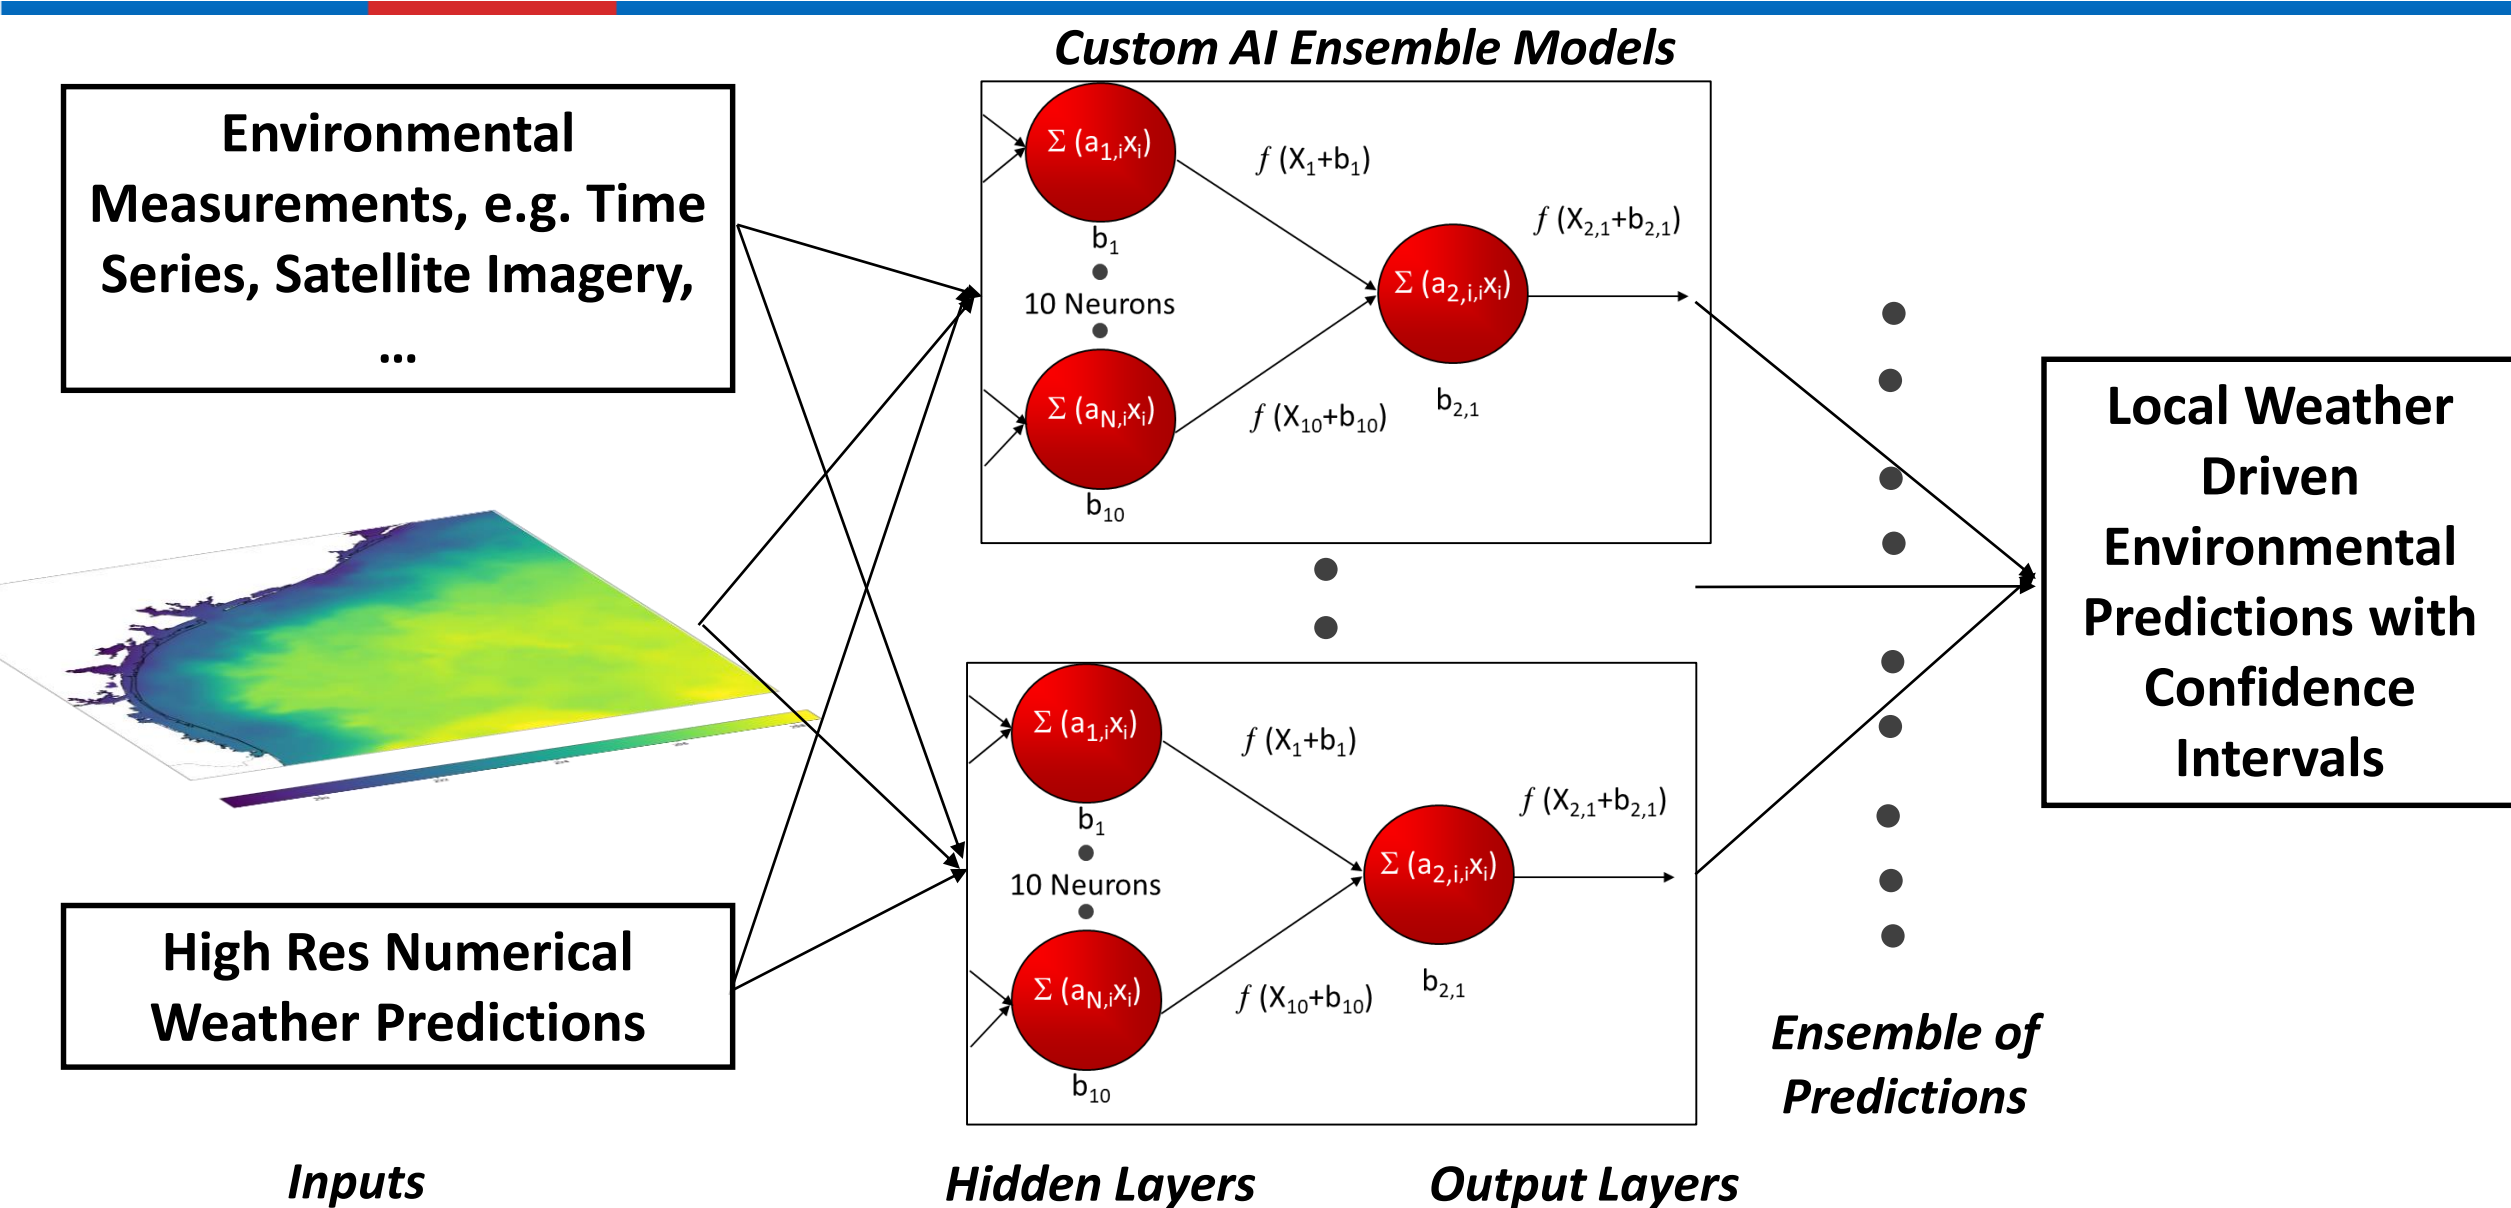 Custom AI Ensemble Models
Environmental
Measurements, e.g. Time
Series, Satellite Imagery,
...
Σ (a1,ixi)
f (X1+b1)
b1
10 Neurons
Σ (aN,ixi)
f (X10+b10)
b10
Σ (a2,i,ixi)
b2,1
f (X2,1+b2,1)
Σ (a1,ixi)
f (X1+b1)
b1
10 Neurons
Σ (aN,ixi)
f (X10+b10)
b10
Σ (a2,i,ixi)
b2,1
f (X2,1+b2,1)
High Res Numerical
Weather Predictions
Local Weather
Driven
Environmental
Predictions with
Confidence
Intervals
Ensemble of
Predictions
Inputs
Hidden Layers
Output Layers